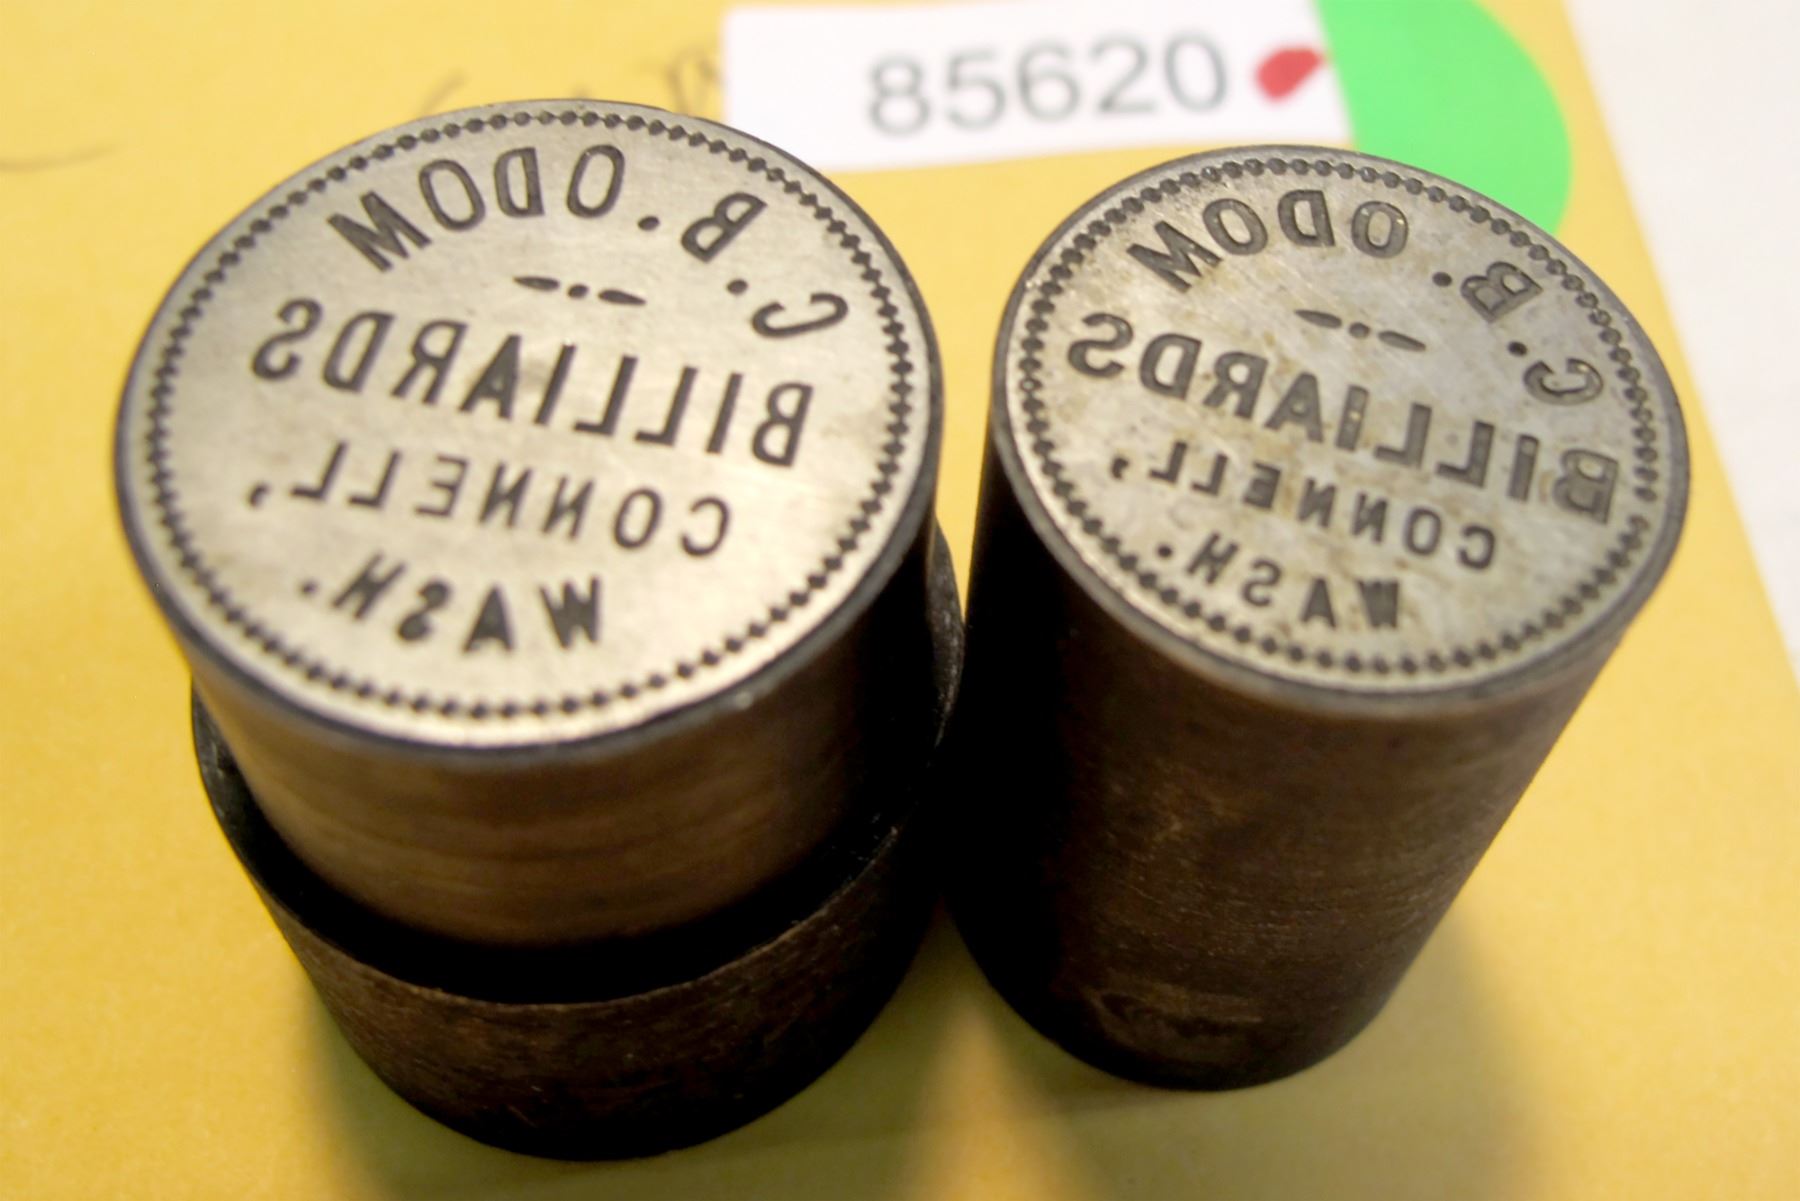 85620
C. B. ODOM
BILLIARDS
CONNELL,
WASH.
C. B. ODOM
BILLIARDS
CONNELL,
WASH.